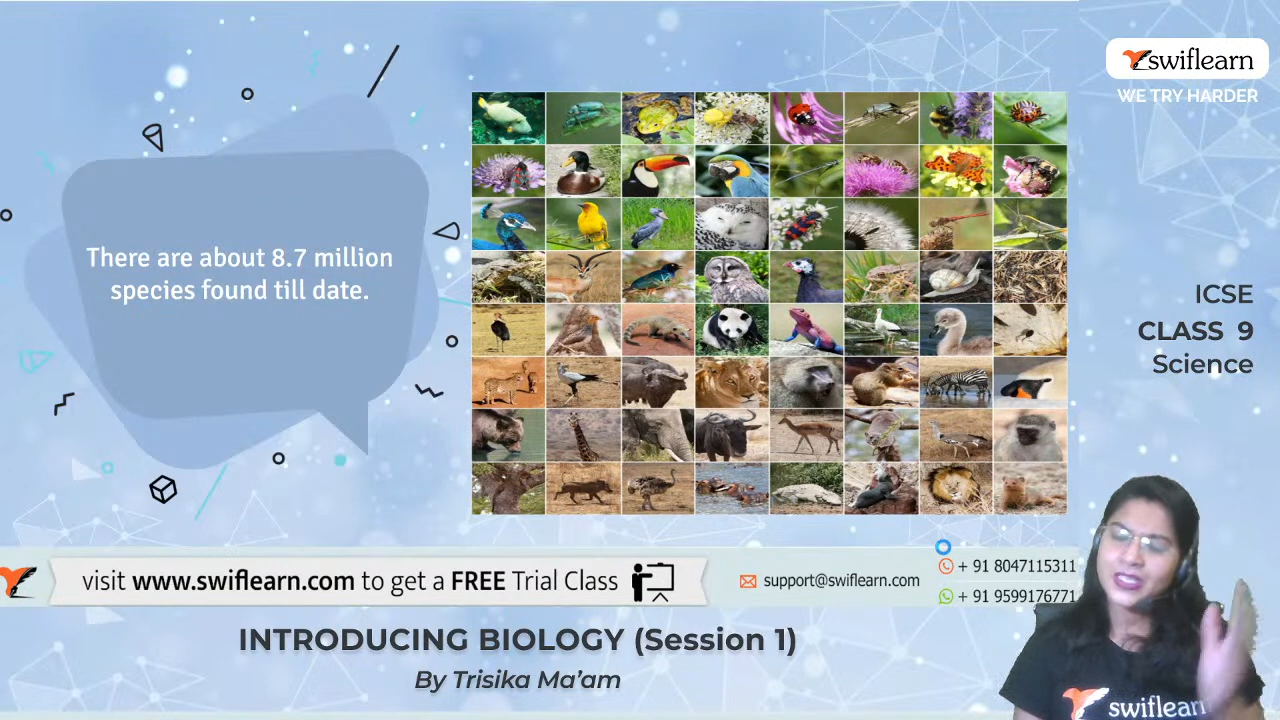 swiflearn
WE TRY HARDER
There are about 8.7 million
species found till date.
ICSE
CLASS 9
Science
visit www.swiflearn.com to get a FREE Trial Class
support@swiflearn.com
+ 91 8047115311
+ 91 9599176771
INTRODUCING BIOLOGY (Session 1)
By Trisika Ma'am
swiflearn